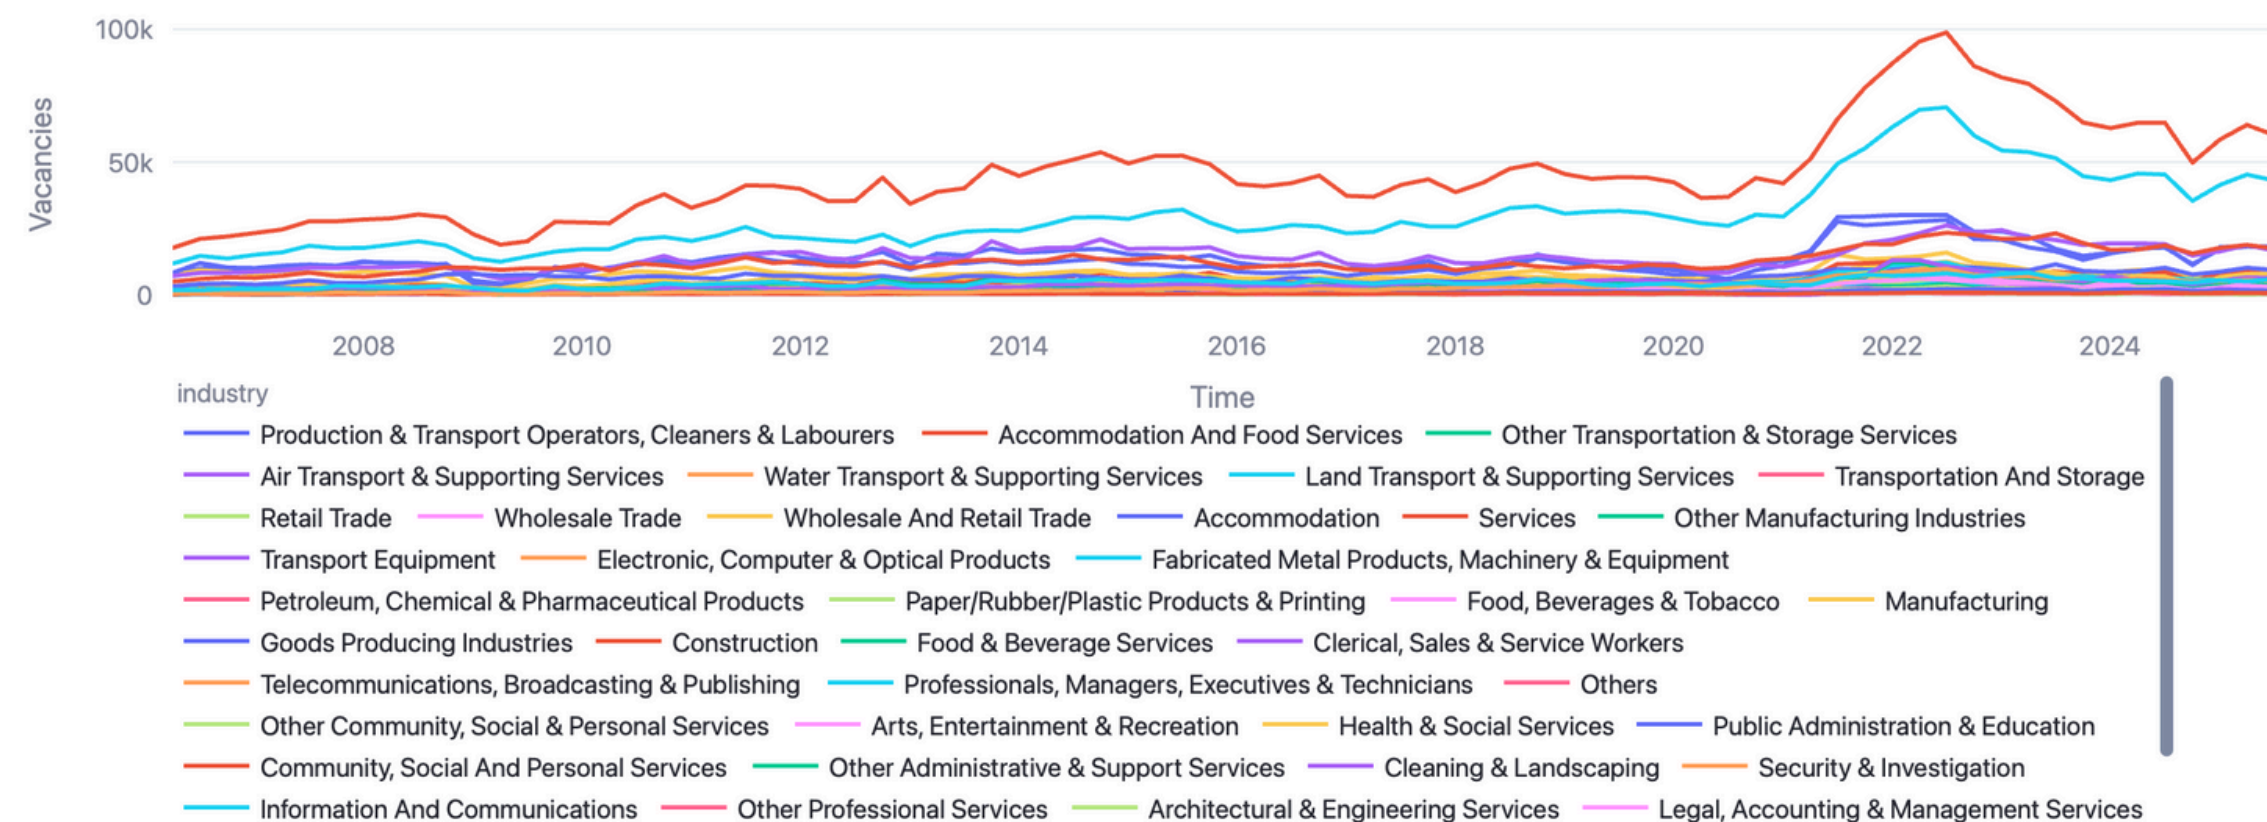 100k
50k
0
Vacancies
2008 2010 2012 2014 2016 2018 2020 2022 2024
industry
Time
Production & Transport Operators, Cleaners & Labourers Accommodation And Food Services Other Transportation & Storage Services
Air Transport & Supporting Services Water Transport & Supporting Services Land Transport & Supporting Services Transportation And Storage
Retail Trade Wholesale Trade Wholesale And Retail Trade Accommodation Services Other Manufacturing Industries
Transport Equipment Electronic, Computer & Optical Products Fabricated Metal Products, Machinery & Equipment
Petroleum, Chemical & Pharmaceutical Products Paper/Rubber/Plastic Products & Printing Food, Beverages & Tobacco Manufacturing
Goods Producing Industries Construction Food & Beverage Services Clerical, Sales & Service Workers
Telecommunications, Broadcasting & Publishing Professionals, Managers, Executives & Technicians Others
Other Community, Social & Personal Services Arts, Entertainment & Recreation Health & Social Services Public Administration & Education
Community, Social And Personal Services Other Administrative & Support Services Cleaning & Landscaping Security & Investigation
Information And Communications Other Professional Services Architectural & Engineering Services Legal, Accounting & Management Services